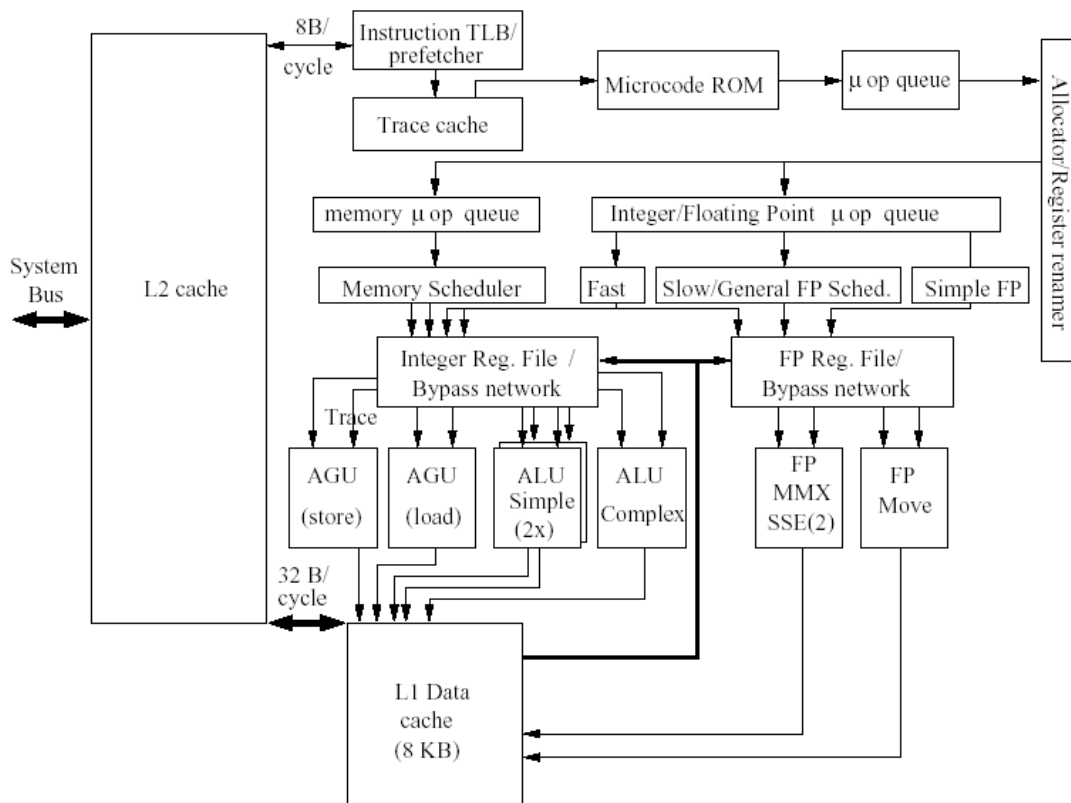 8B/
cycle
Instruction TLB/
prefetcher
Microcode ROM
μ op queue
Trace cache
Allocator/Register renamer
memory μ op queue
Integer/Floating Point μ op queue
System
Bus
L2 cache
Memory Scheduler
Fast
Slow/General FP Sched.
Simple FP
Integer Reg. File /
Bypass network
FP Reg. File/
Bypass network
Trace
AGU
(store)
AGU
(load)
ALU
Simple
(2x)
ALU
Complex
FP
MMX
SSE(2)
FP
Move
32 B/
cycle
L1 Data
cache
(8 KB)